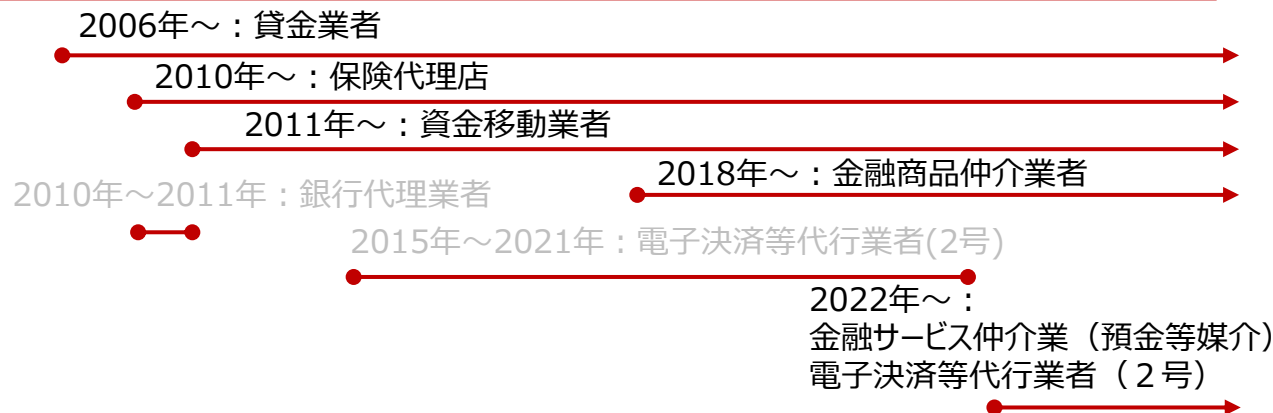 2006年～：貸金業者
2010年～：保険代理店
2011年～：資金移動業者
2018年～：金融商品仲介業者
2010年～2011年：銀行代理業者
2015年～2021年：電子決済等代行業者(2号)
2022年～：
金融サービス仲介業（預金等媒介）
電子決済等代行業者（２号）